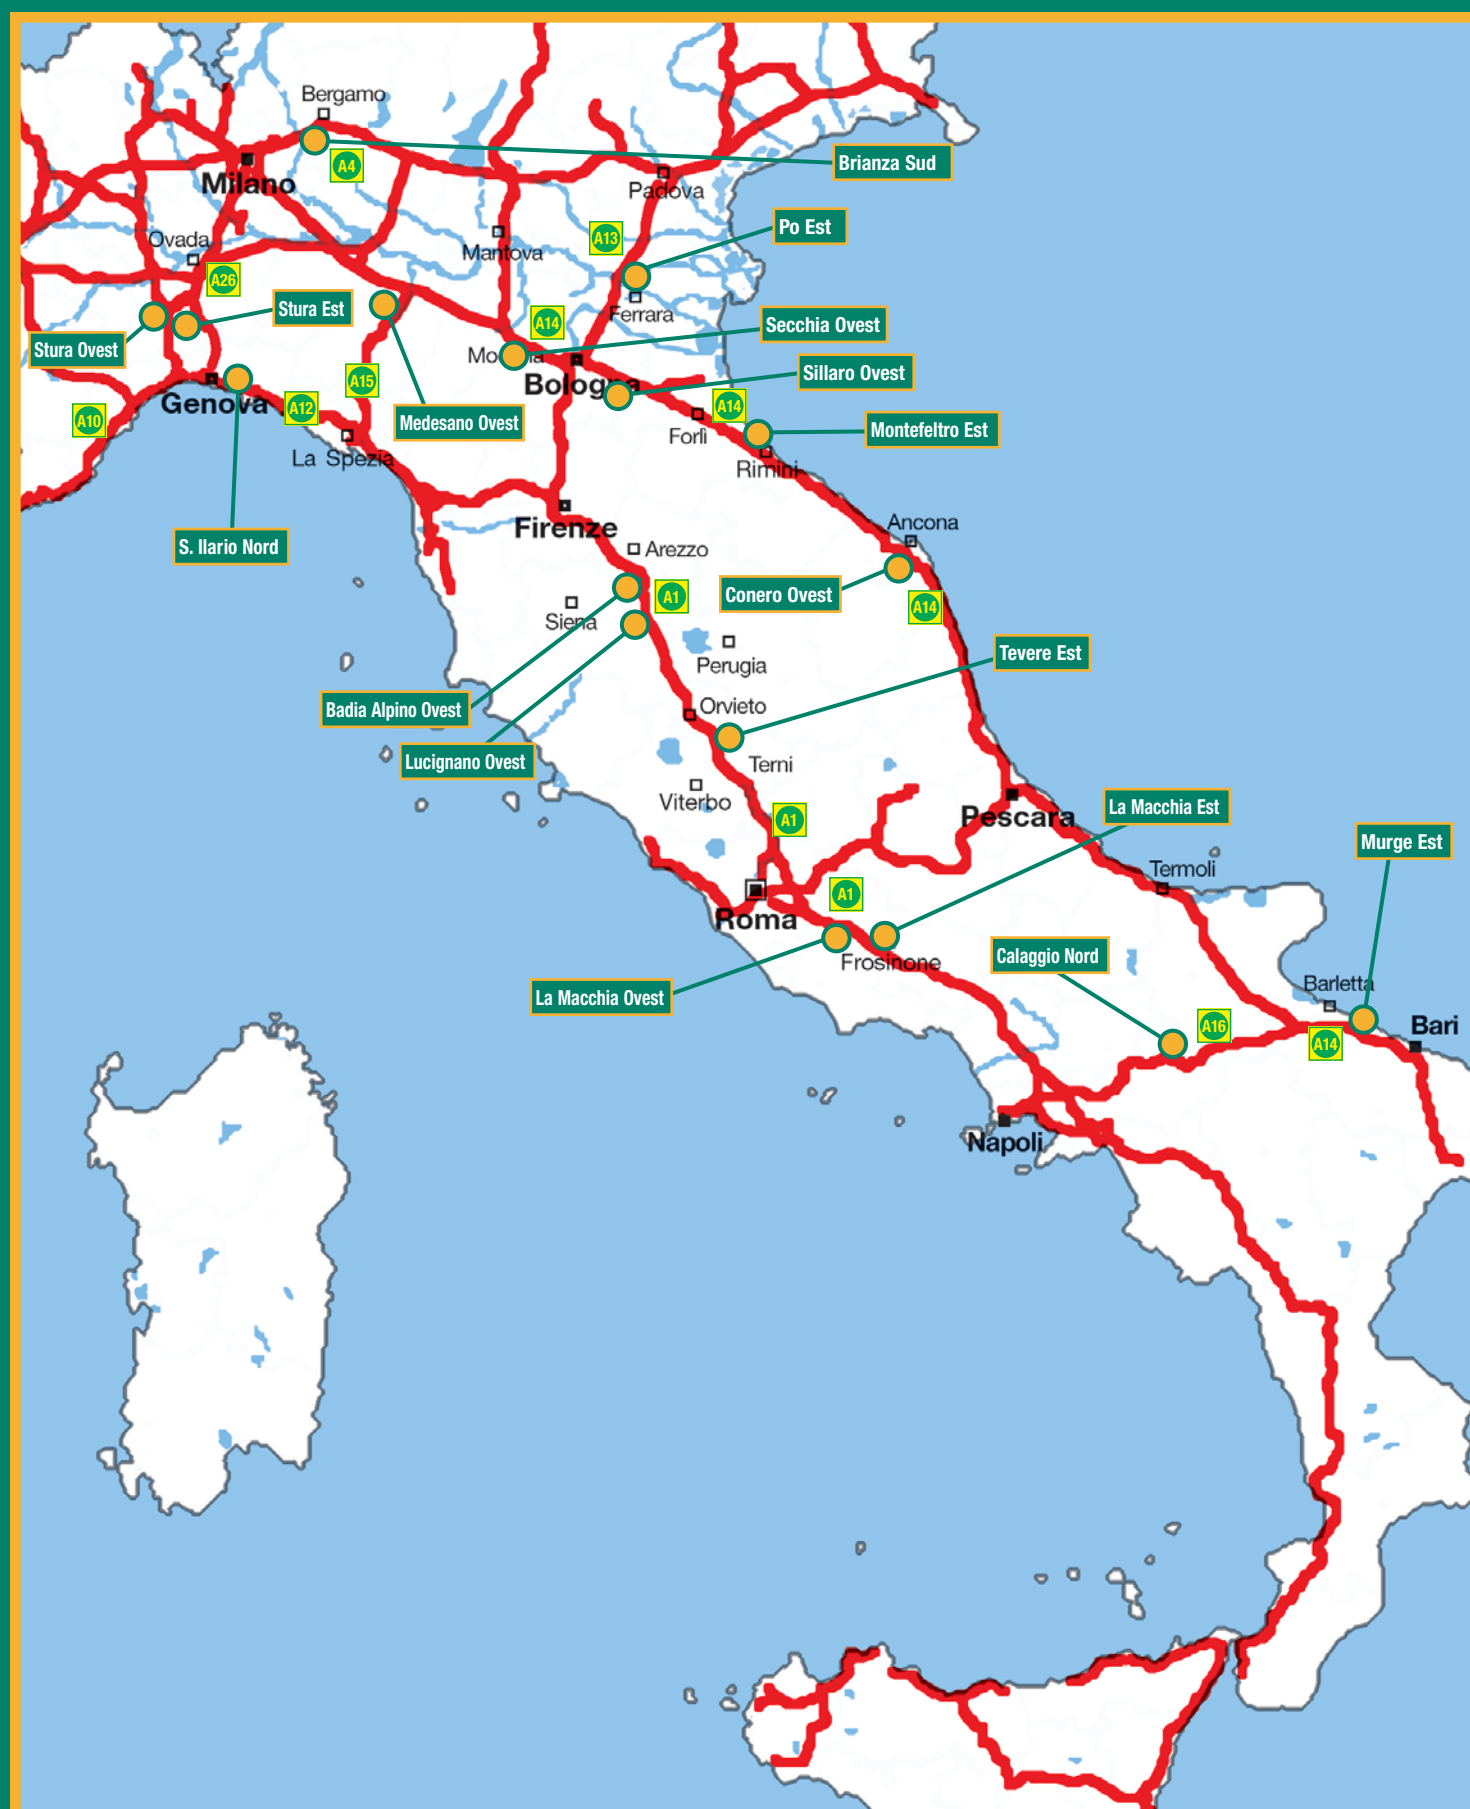 Bergamo
Brianza Sud
A4
Milano
Padova
Po Est
Ovada
A13
Mantova
A26
Stura Est
Ferrara
A14
Secchia Ovest
Stura Ovest
Sillaro Ovest
A15
Bologna
Genova
A12
A14
A10
Medesano Ovest
Forlì
Montefeltro Est
La Spezia
Rimini
Firenze
Ancona
S. Ilario Nord
Arezzo
A1
Conero Ovest
A14
Siena
Tevere Est
Perugia
Badia Alpino Ovest
Orvieto
Lucignano Ovest
Terni
Viterbo
A1
Pescara
La Macchia Est
Murge Est
Termoli
A1
Roma
Frosinone
Calaggio Nord
La Macchia Ovest
Barletta
A16
Bari
A14
Napoli